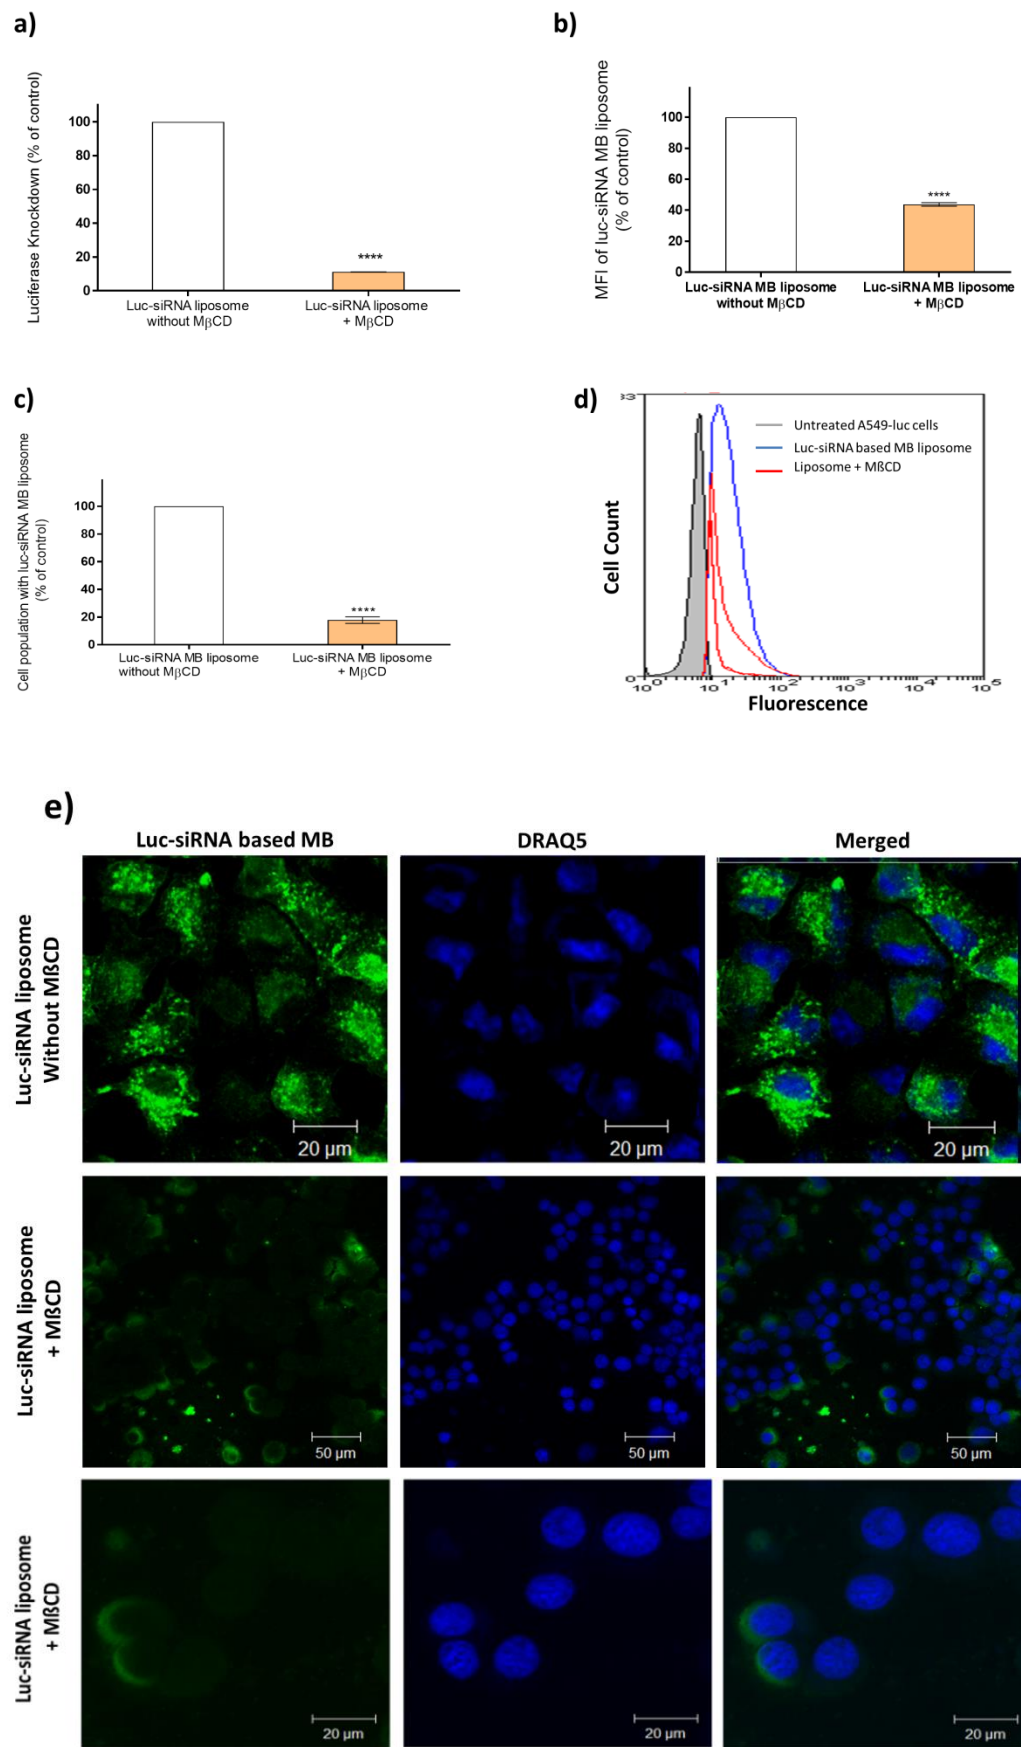 a)
Luciferase Knockdown (% of control)
100
80
60
40
20
0
****
Luc-siRNA liposome
without MβCD
Luc-siRNA liposome
+ MβCD
b)
MFI of luc-siRNA MB liposome
(% of control)
100
80
60
40
20
0
****
Luc-siRNA MB liposome
without MβCD
Luc-siRNA MB liposome
+ MβCD
c)
Cell population with luc-siRNA MB liposome
(% of control)
100
80
60
40
20
0
****
Luc-siRNA MB liposome
without MβCD
Luc-siRNA MB liposome
+ MβCD
d)
Cell Count
Untreated A549-luc cells
Luc-siRNA based MB liposome
Liposome + MßCD
0
10⁰
10¹
10²
10³
10⁴
10⁵
Fluorescence
e)
Luc-siRNA based MB
DRAQ5
Merged
Luc-siRNA liposome
Without MßCD
20 µm
20 µm
20 µm
Luc-siRNA liposome
+ MßCD
50 µm
50 µm
50 µm
Luc-siRNA liposome
+ MßCD
20 µm
20 µm
20 µm